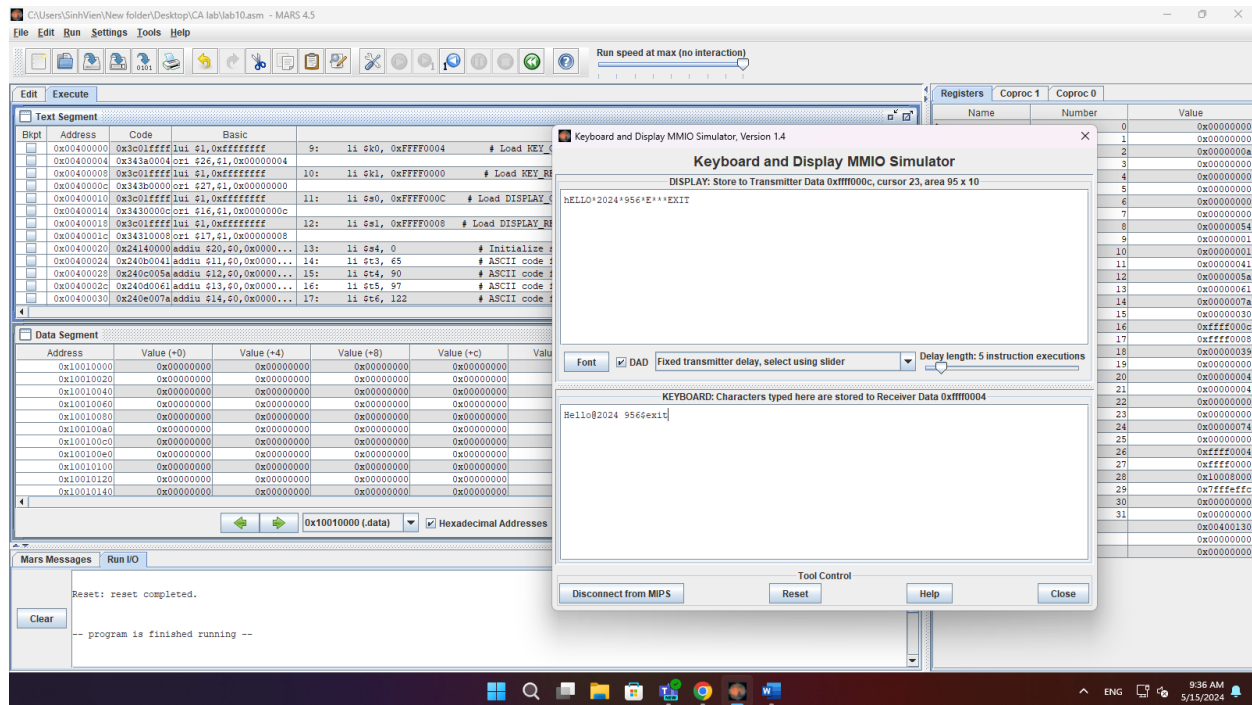 C:\Users\SinhVien\New folder\Desktop\CA lab\lab10.asm - MARS 4.5
File Edit Run Settings Tools Help
Run speed at max (no interaction)
Edit Execute
Text Segment
Bkpt Address Code Basic
0x00400000 0x3c01ffff lui $1,0xffffffff 9: li $k0, 0xFFFF0004 # Load KEY_
0x00400004 0x343a0004 ori $26,$1,0x00000004
0x00400008 0x3c01ffff lui $1,0xffffffff 10: li $k1, 0xFFFF0000 # Load KEY_R
0x0040000c 0x343b0000 ori $27,$1,0x00000000
0x00400010 0x3c01ffff lui $1,0xffffffff 11: li $s0, 0xFFFF000C # Load DISPLAY_
0x00400014 0x3430000c ori $16,$1,0x0000000c
0x00400018 0x3c01ffff lui $1,0xffffffff 12: li $s1, 0xFFFF0008 # Load DISPLAY_R
0x0040001c 0x34310008 ori $17,$1,0x00000008
0x00400020 0x24140000 addiu $20,$0,0x0000... 13: li $s4, 0 # Initialize
0x00400024 0x240b0041 addiu $11,$0,0x0000... 14: li $t3, 65 # ASCII code
0x00400028 0x240c005a addiu $12,$0,0x0000... 15: li $t4, 90 # ASCII code
0x0040002c 0x240d0061 addiu $13,$0,0x0000... 16: li $t5, 97 # ASCII code
0x00400030 0x240e007a addiu $14,$0,0x0000... 17: li $t6, 122 # ASCII code
Data Segment
Address Value (+0) Value (+4) Value (+8) Value (+c) Valu
0x10010000 0x00000000 0x00000000 0x00000000 0x00000000
0x10010020 0x00000000 0x00000000 0x00000000 0x00000000
0x10010040 0x00000000 0x00000000 0x00000000 0x00000000
0x10010060 0x00000000 0x00000000 0x00000000 0x00000000
0x10010080 0x00000000 0x00000000 0x00000000 0x00000000
0x100100a0 0x00000000 0x00000000 0x00000000 0x00000000
0x100100c0 0x00000000 0x00000000 0x00000000 0x00000000
0x100100e0 0x00000000 0x00000000 0x00000000 0x00000000
0x10010100 0x00000000 0x00000000 0x00000000 0x00000000
0x10010120 0x00000000 0x00000000 0x00000000 0x00000000
0x10010140 0x00000000 0x00000000 0x00000000 0x00000000
0x10010000 (.data) Hexadecimal Addresses
Mars Messages Run I/O
Reset: reset completed.
Clear
-- program is finished running --
Keyboard and Display MMIO Simulator, Version 1.4
Keyboard and Display MMIO Simulator
DISPLAY: Store to Transmitter Data 0xffff000c, cursor 23, area 95 x 10
hELLO*2024*956*E***EXIT
Font DAD Fixed transmitter delay, select using slider Delay length: 5 instruction executions
KEYBOARD: Characters typed here are stored to Receiver Data 0xffff0004
Hello@2024 956$exit
Tool Control
Disconnect from MIPS Reset Help Close
Registers Coproc 1 Coproc 0
Name Number Value
0 0x00000000
1 0x00000000
2 0x0000000a
3 0x00000000
4 0x00000000
5 0x00000000
6 0x00000000
7 0x00000000
8 0x00000054
9 0x00000001
10 0x00000001
11 0x00000041
12 0x0000005a
13 0x00000061
14 0x0000007a
15 0x00000030
16 0xffff000c
17 0xffff0008
18 0x00000039
19 0x00000000
20 0x00000004
21 0x00000004
22 0x00000000
23 0x00000000
24 0x00000074
25 0x00000000
26 0xffff0004
27 0xffff0000
28 0x10008000
29 0x7fffeffc
30 0x00000000
31 0x00000000
0x00400130
0x00000000
0x00000000
ENG
9:36 AM
5/15/2024